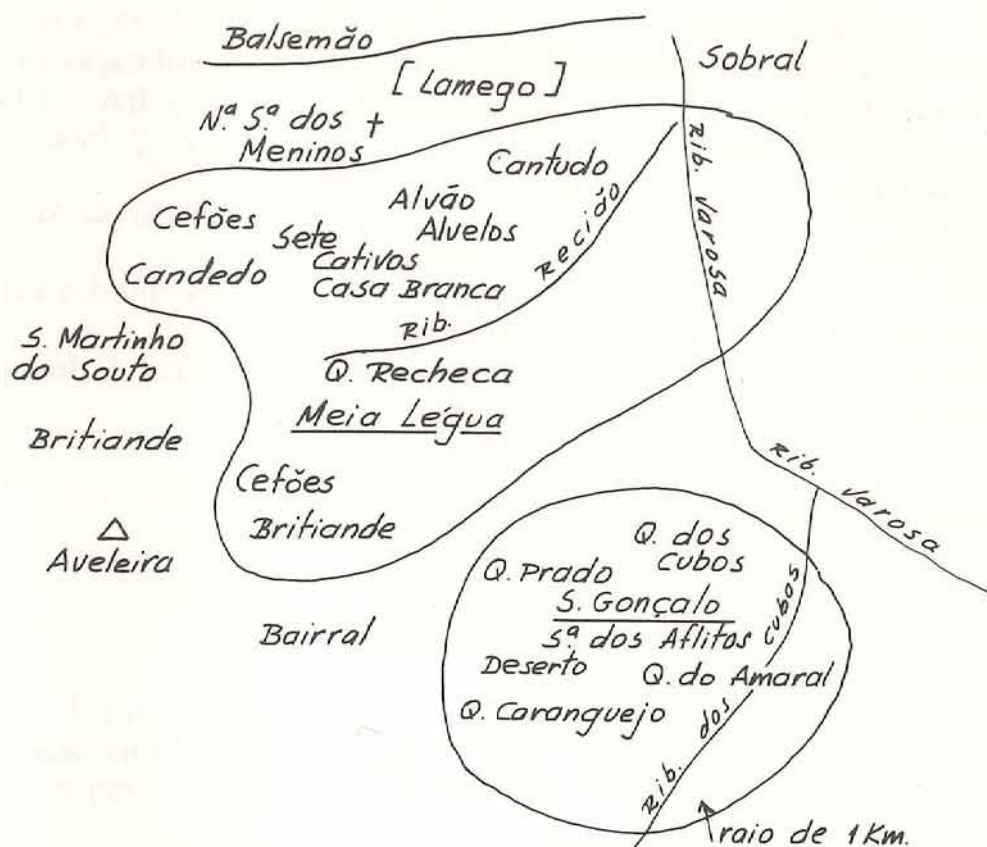 Balsemão
Sobral
[Lamego]
N.ª S.ª dos +
Meninos
Cantudo
Rib. Varosa
Alvão
Cefões
Sete
Alvelos
Recião
Cativos
Candedo
Casa Branca
Rib.
S. Martinho
do Souto
Q. Recheca
Meia Légua
Britiande
Rib. Varosa
Cefões
Britiande
Aveleira
Q. dos
Cubos
Q. Prado
S. Gonçalo
Sª dos Aflitos
Bairral
Deserto
Q. do Amaral
Q. Caranguejo
Rib. dos Cubos
raio de 1 Km.